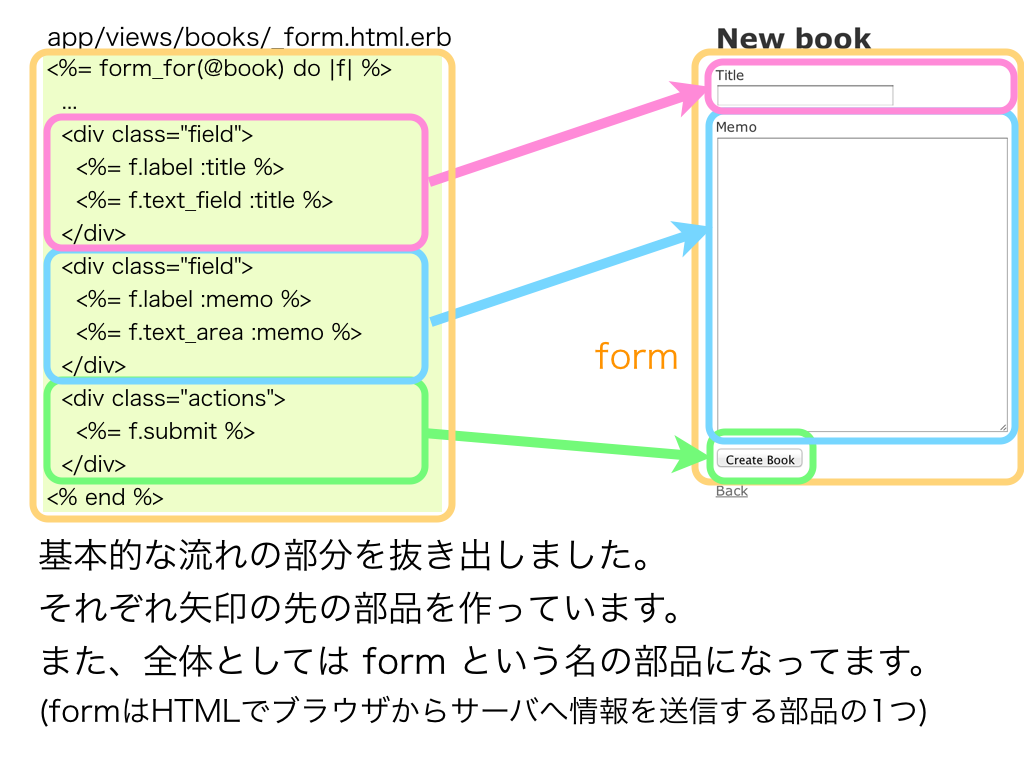 app/views/books/_form.html.erb
<%= form_for(@book) do |f| %>
...
<div class="field">
<%= f.label :title %>
<%= f.text_field :title %>
</div>
<div class="field">
<%= f.label :memo %>
<%= f.text_area :memo %>
</div>
<div class="actions">
<%= f.submit %>
</div>
<% end %>
New book
Title
Memo
form
Create Book
Back
基本的な流れの部分を抜き出しました。
それぞれ矢印の先の部品を作っています。
また、全体としては form という名の部品になってます。
(formはHTMLでブラウザからサーバへ情報を送信する部品の1つ)